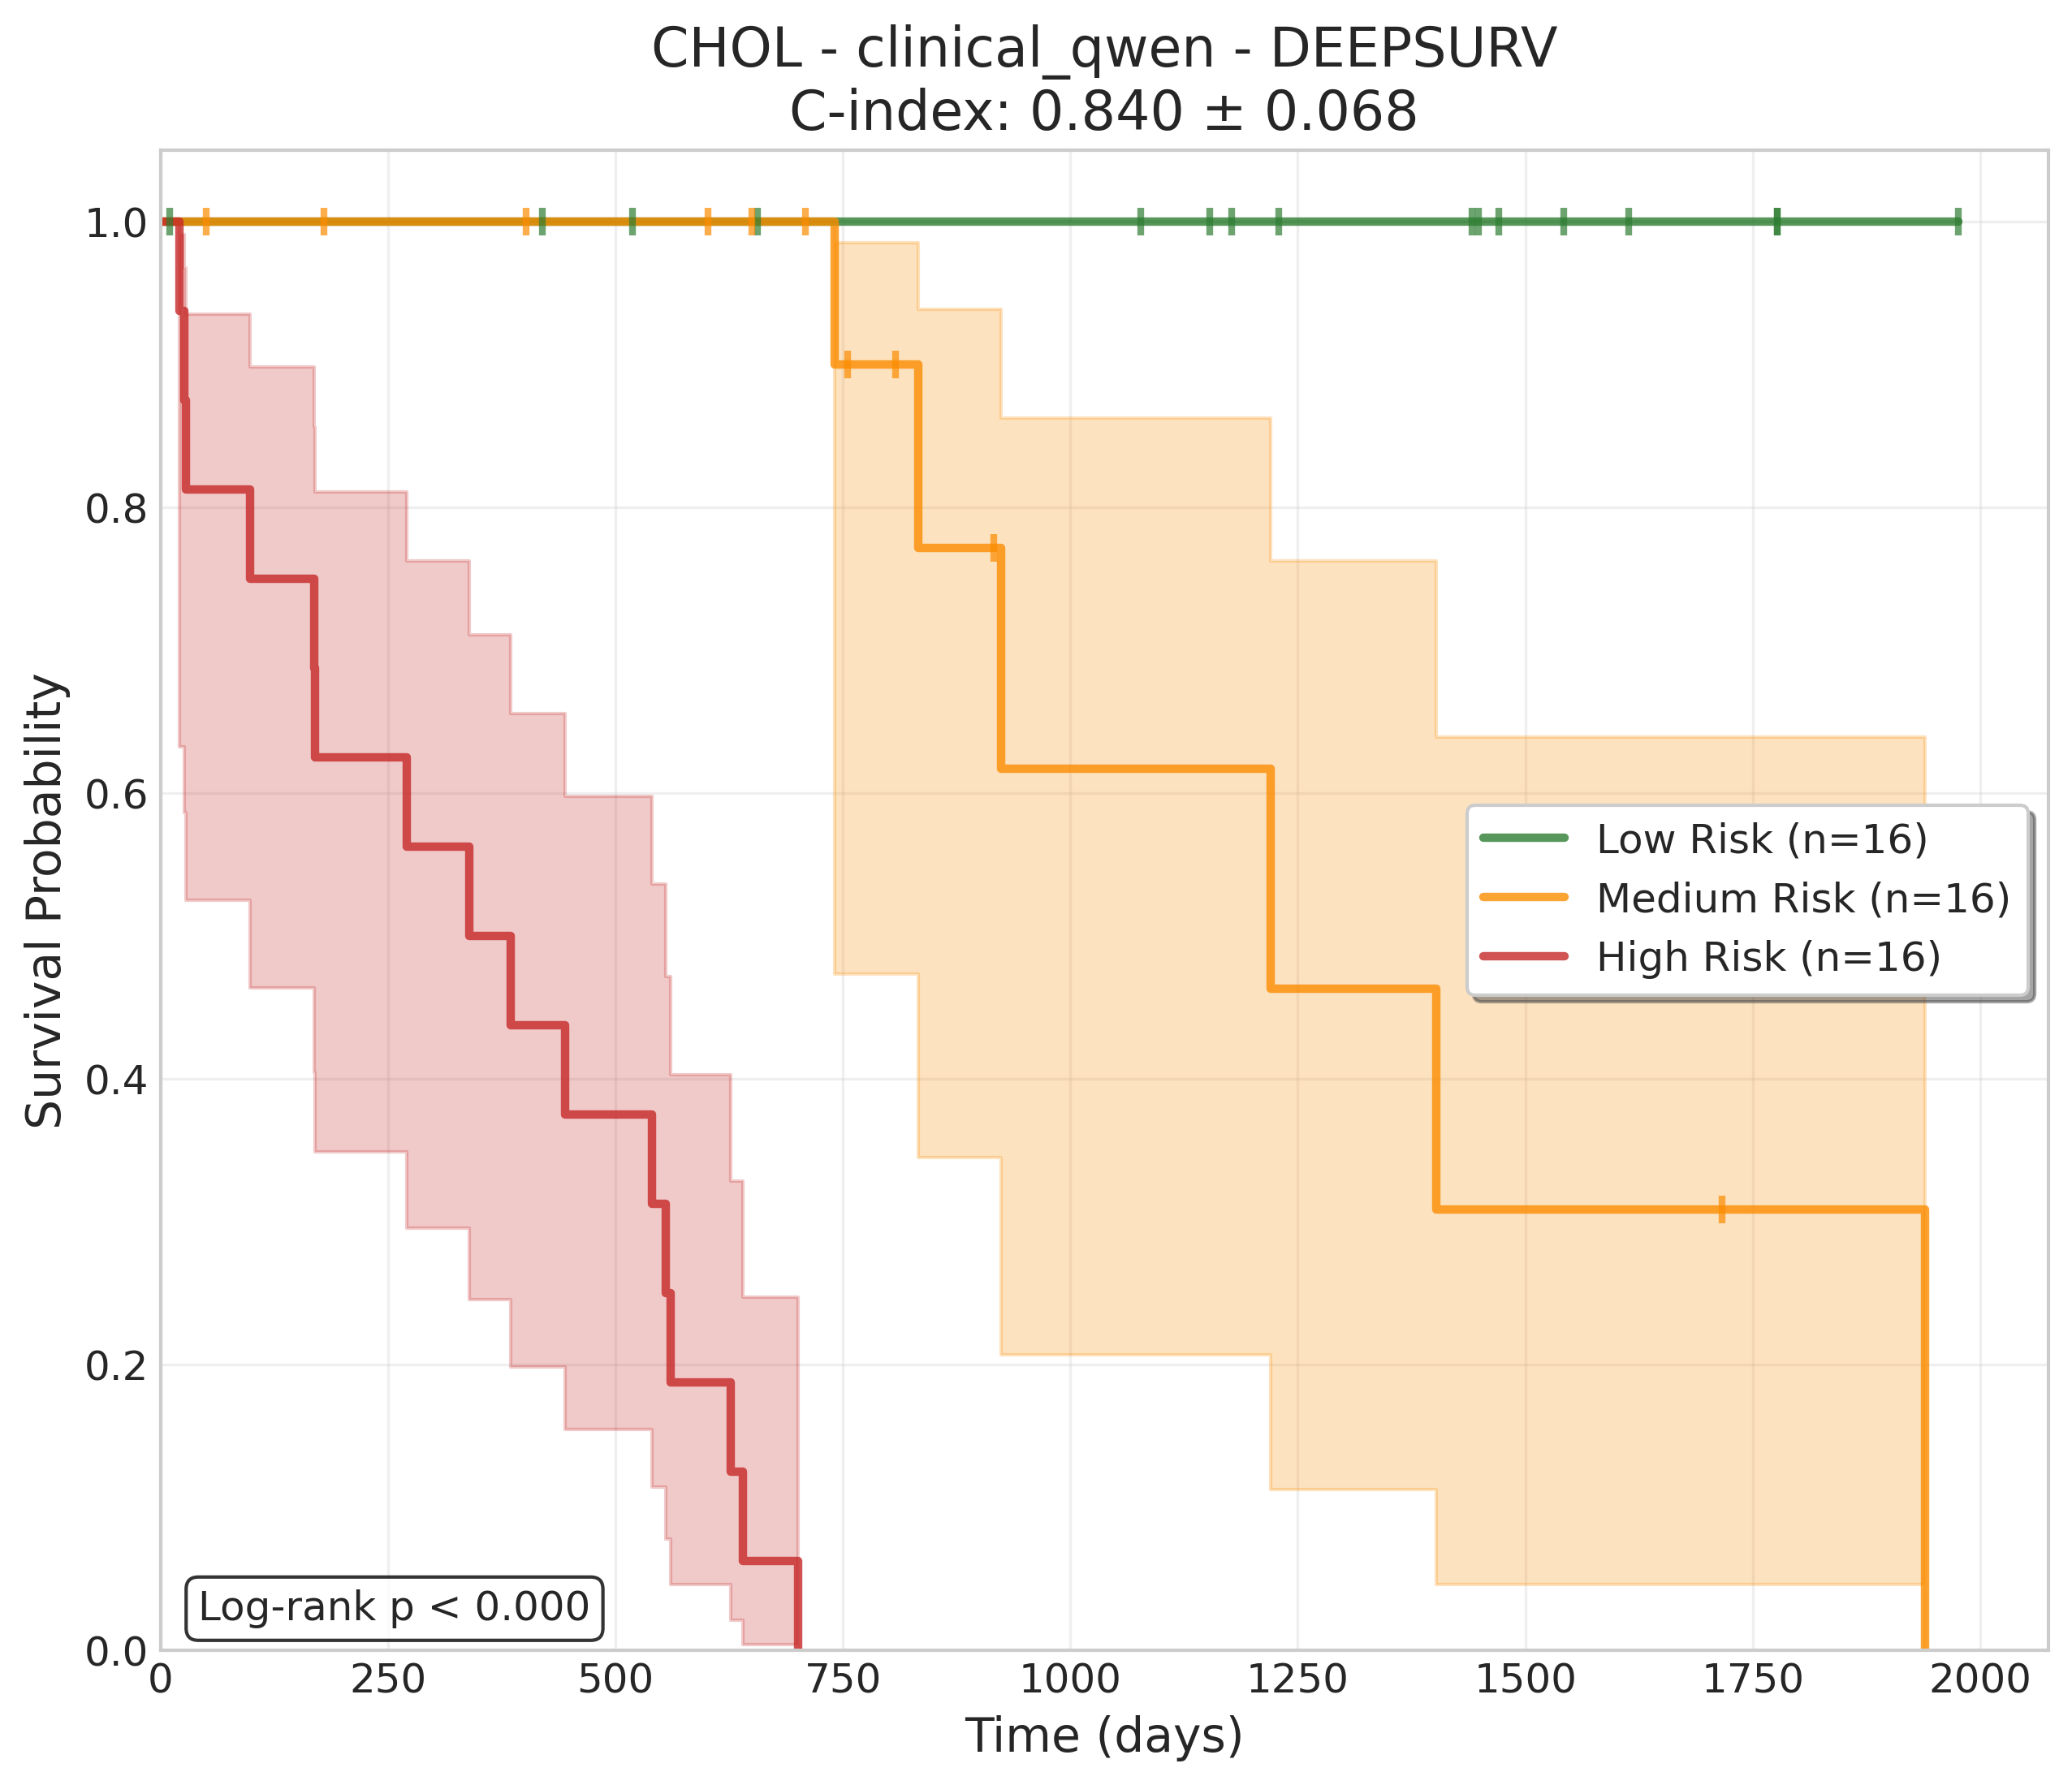 CHOL - clinical_qwen - DEEPSURV
C-index: 0.840 ± 0.068
Survival Probability
1.0
0.8
0.6
0.4
0.2
0.0
Low Risk (n=16)
Medium Risk (n=16)
High Risk (n=16)
Log-rank p < 0.000
0 250 500 750 1000 1250 1500 1750 2000
Time (days)